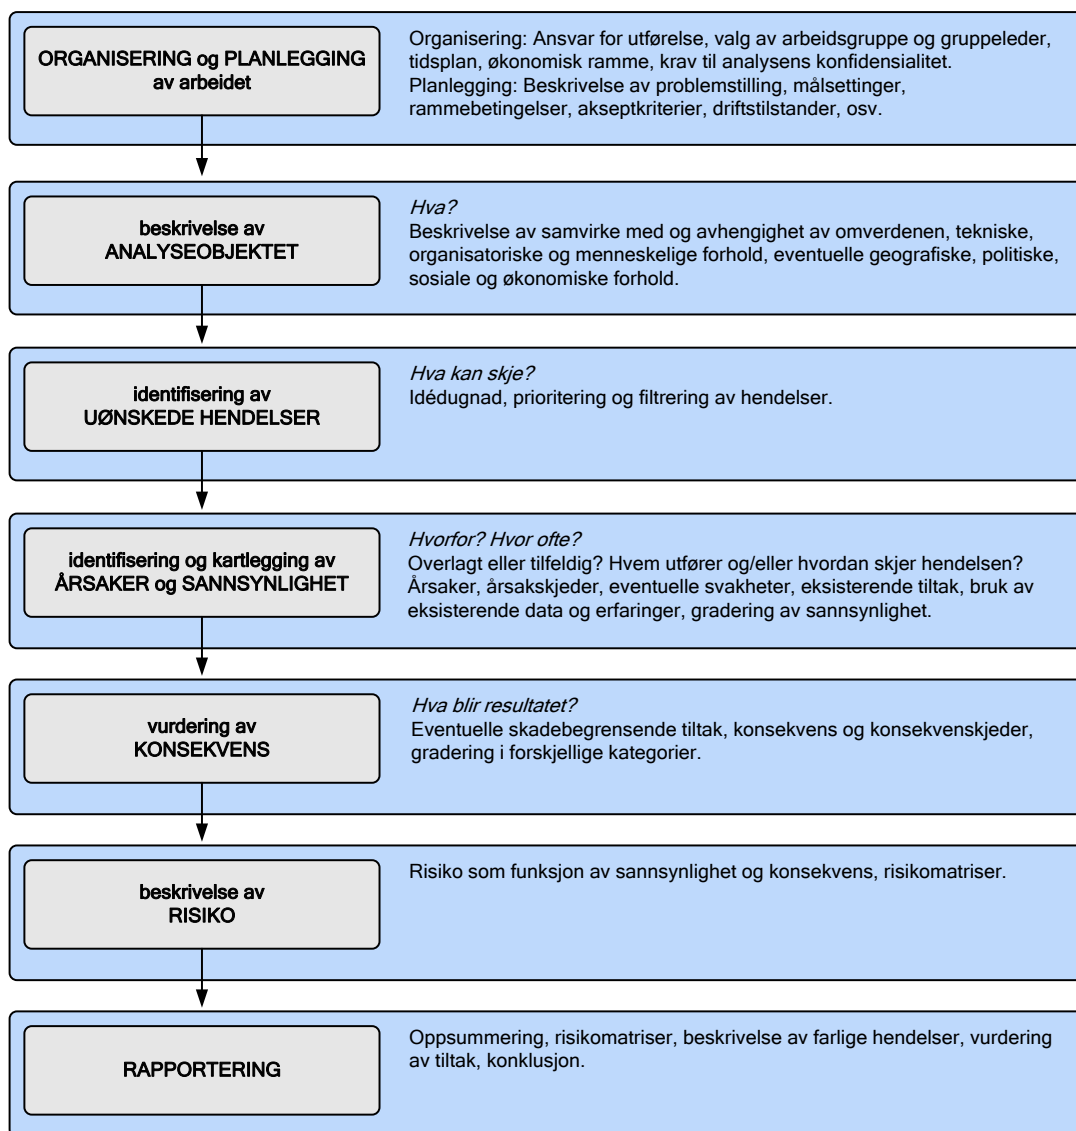 ORGANISERING og PLANLEGGING
av arbeidet
Organisering: Ansvar for utførelse, valg av arbeidsgruppe og gruppeleder,
tidsplan, økonomisk ramme, krav til analysens konfidensialitet.
Planlegging: Beskrivelse av problemstilling, målsettinger,
rammebetingelser, akseptkriterier, driftstilstander, osv.
beskrivelse av
ANALYSEOBJEKTET
Hva?
Beskrivelse av samvirke med og avhengighet av omverdenen, tekniske,
organisatoriske og menneskelige forhold, eventuelle geografiske, politiske,
sosiale og økonomiske forhold.
identifisering av
UØNSKEDE HENDELSER
Hva kan skje?
Idédugnad, prioritering og filtrering av hendelser.
identifisering og kartlegging av
ÅRSAKER og SANNSYNLIGHET
Hvorfor? Hvor ofte?
Overlagt eller tilfeldig? Hvem utfører og/eller hvordan skjer hendelsen?
Årsaker, årsakskjeder, eventuelle svakheter, eksisterende tiltak, bruk av
eksisterende data og erfaringer, gradering av sannsynlighet.
vurdering av
KONSEKVENS
Hva blir resultatet?
Eventuelle skadebegrensende tiltak, konsekvens og konsekvenskjeder,
gradering i forskjellige kategorier.
beskrivelse av
RISIKO
Risiko som funksjon av sannsynlighet og konsekvens, risikomatriser.
RAPPORTERING
Oppsummering, risikomatriser, beskrivelse av farlige hendelser, vurdering
av tiltak, konklusjon.